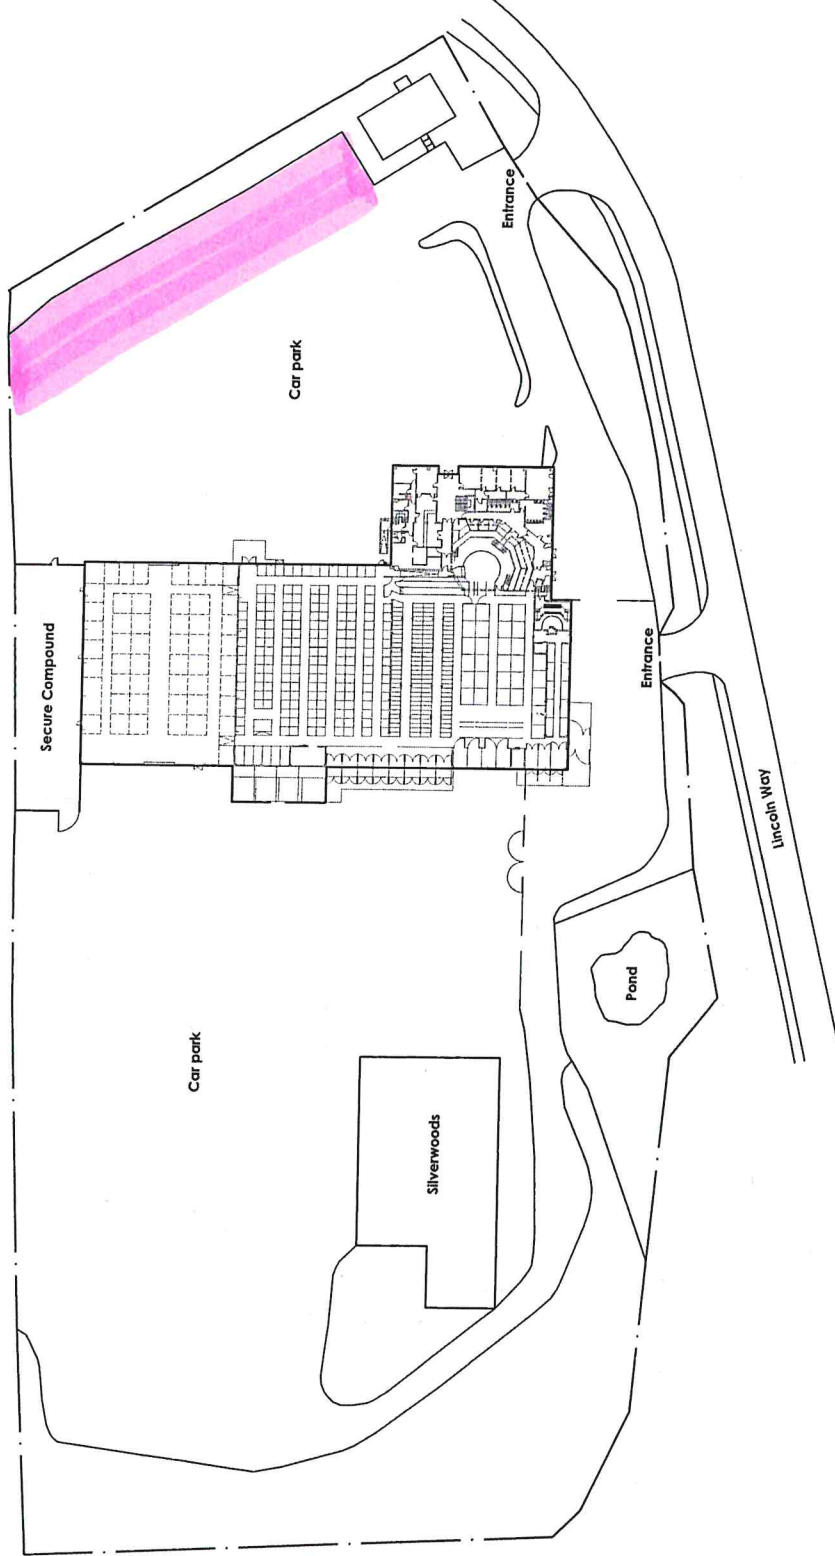 Entrance
Car park
Secure Compound
Entrance
Lincoln Way
Pond
Car park
Silverwoods